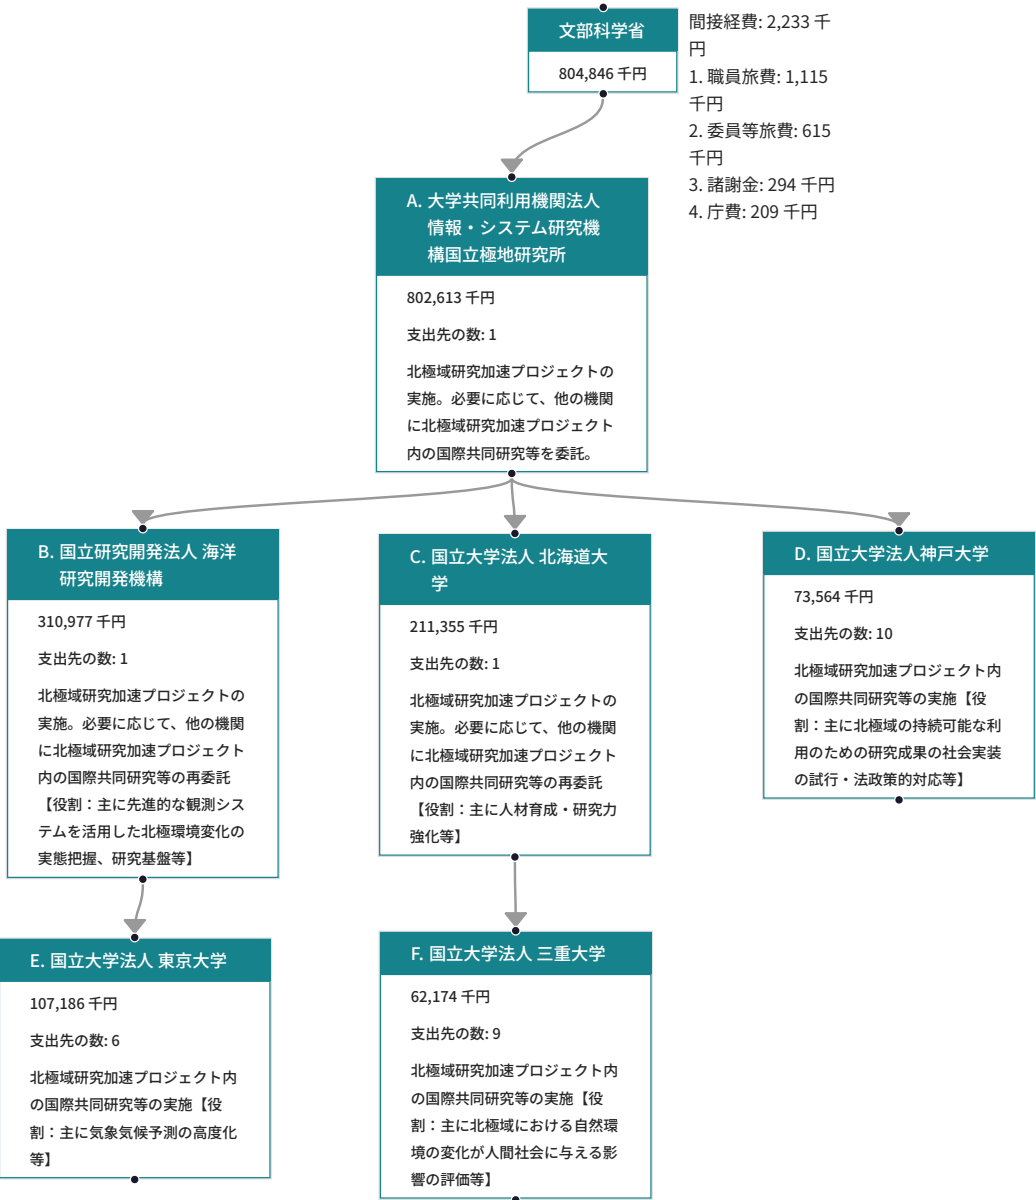 文部科学省
804,846 千円
間接経費: 2,233 千
円
1. 職員旅費: 1,115
千円
2. 委員等旅費: 615
千円
3. 諸謝金: 294 千円
4. 庁費: 209 千円
A. 大学共同利用機関法人
情報・システム研究機
構国立極地研究所
802,613 千円
支出先の数: 1
北極域研究加速プロジェクトの
実施。必要に応じて、他の機関
に北極域研究加速プロジェクト
内の国際共同研究等を委託。
B. 国立研究開発法人 海洋
研究開発機構
310,977 千円
支出先の数: 1
北極域研究加速プロジェクトの
実施。必要に応じて、他の機関
に北極域研究加速プロジェクト
内の国際共同研究等の再委託
【役割：主に先進的な観測シス
テムを活用した北極環境変化の
実態把握、研究基盤等】
C. 国立大学法人 北海道大
学
211,355 千円
支出先の数: 1
北極域研究加速プロジェクトの
実施。必要に応じて、他の機関
に北極域研究加速プロジェクト
内の国際共同研究等の再委託
【役割：主に人材育成・研究力
強化等】
D. 国立大学法人神戸大学
73,564 千円
支出先の数: 10
北極域研究加速プロジェクト内
の国際共同研究等の実施【役
割：主に北極域の持続可能な利
用のための研究成果の社会実装
の試行・法政策的対応等】
E. 国立大学法人 東京大学
107,186 千円
支出先の数: 6
北極域研究加速プロジェクト内
の国際共同研究等の実施【役
割：主に気象気候予測の高度化
等】
F. 国立大学法人 三重大学
62,174 千円
支出先の数: 9
北極域研究加速プロジェクト内
の国際共同研究等の実施【役
割：主に北極域における自然環
境の変化が人間社会に与える影
響の評価等】